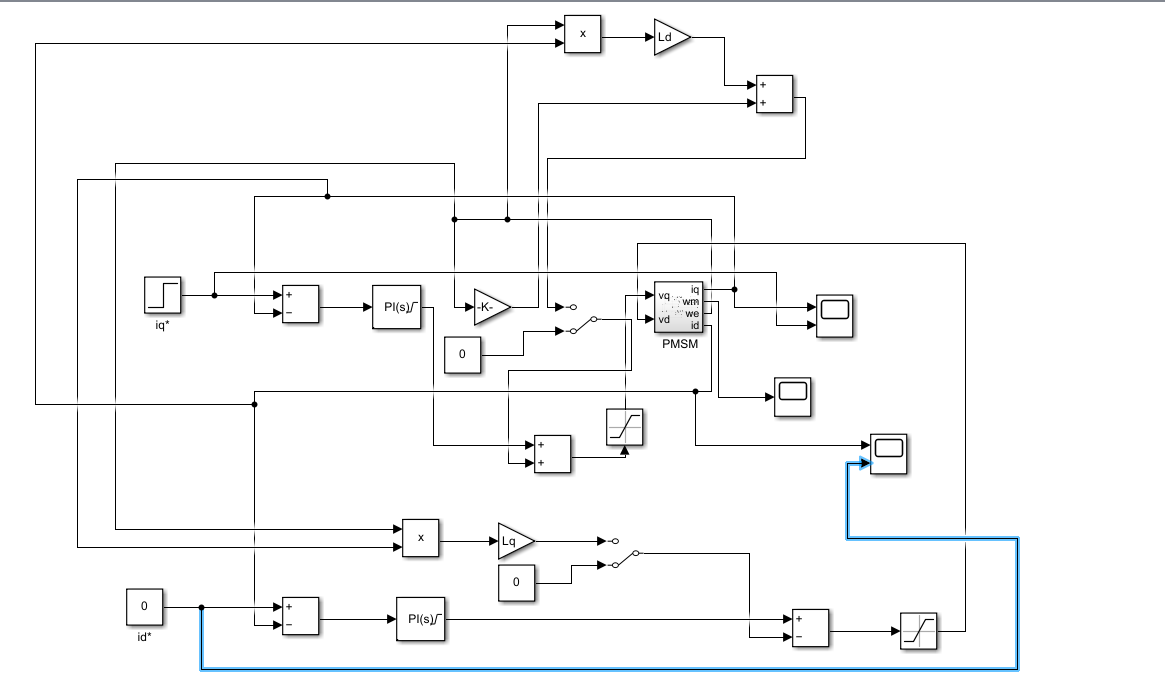 x
Ld
+
+
iq*
+
−
PI(s)
-K-
0
vq
vd
iq
wm
we
id
PMSM
+
+
x
Lq
0
0
id*
+
−
PI(s)
+
−